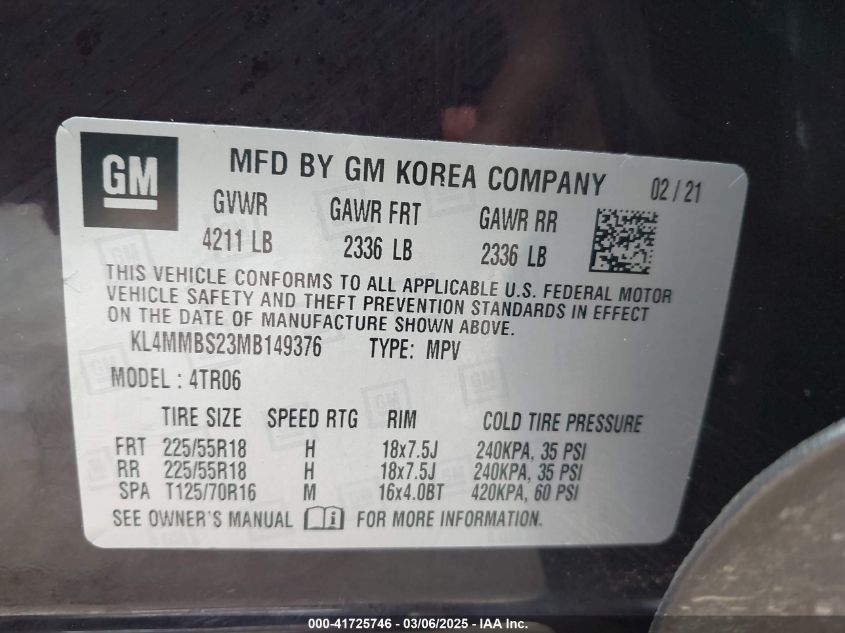 GM
MFD BY GM KOREA COMPANY 02/21
GVWR GAWR FRT GAWR RR
4211 LB 2336 LB 2336 LB
THIS VEHICLE CONFORMS TO ALL APPLICABLE U.S. FEDERAL MOTOR
VEHICLE SAFETY AND THEFT PREVENTION STANDARDS IN EFFECT
ON THE DATE OF MANUFACTURE SHOWN ABOVE.
KL4MMBS23MB149376 TYPE: MPV
MODEL: 4TR06
TIRE SIZE SPEED RTG RIM COLD TIRE PRESSURE
FRT 225/55R18 H 18x7.5J 240KPA, 35 PSI
RR 225/55R18 H 18x7.5J 240KPA, 35 PSI
SPA T125/70R16 M 16x4.0BT 420KPA, 60 PSI
SEE OWNER'S MANUAL i FOR MORE INFORMATION.
000-41725746 - 03/06/2025 - IAA Inc.